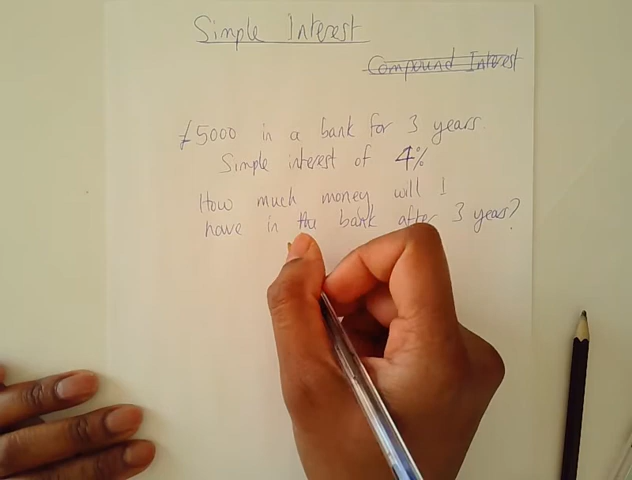 Simple Interest
Compound Interest
£5000 in a bank for 3 years.
Simple interest of 4%
How much money will I
have in the bank after 3 years?